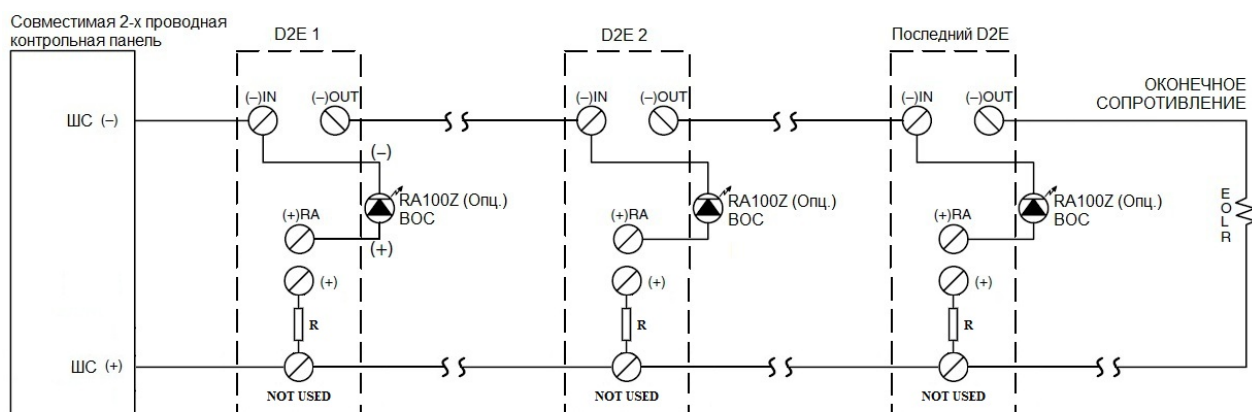 Совместимая 2-х проводная
контрольная панель
D2E 1
D2E 2
Последний D2E
ОКОНЕЧНОЕ
СОПРОТИВЛЕНИЕ
ШС (–)
(–)IN
(–)OUT
(–)IN
(–)OUT
(–)IN
(–)OUT
(–)
RA100Z (Опц.)
ВОС
(+)RA
(+)
RA100Z (Опц.)
ВОС
(+)RA
RA100Z (Опц.)
ВОС
(+)RA
EOLR
(+)
(+)
(+)
R
R
R
ШС (+)
NOT USED
NOT USED
NOT USED